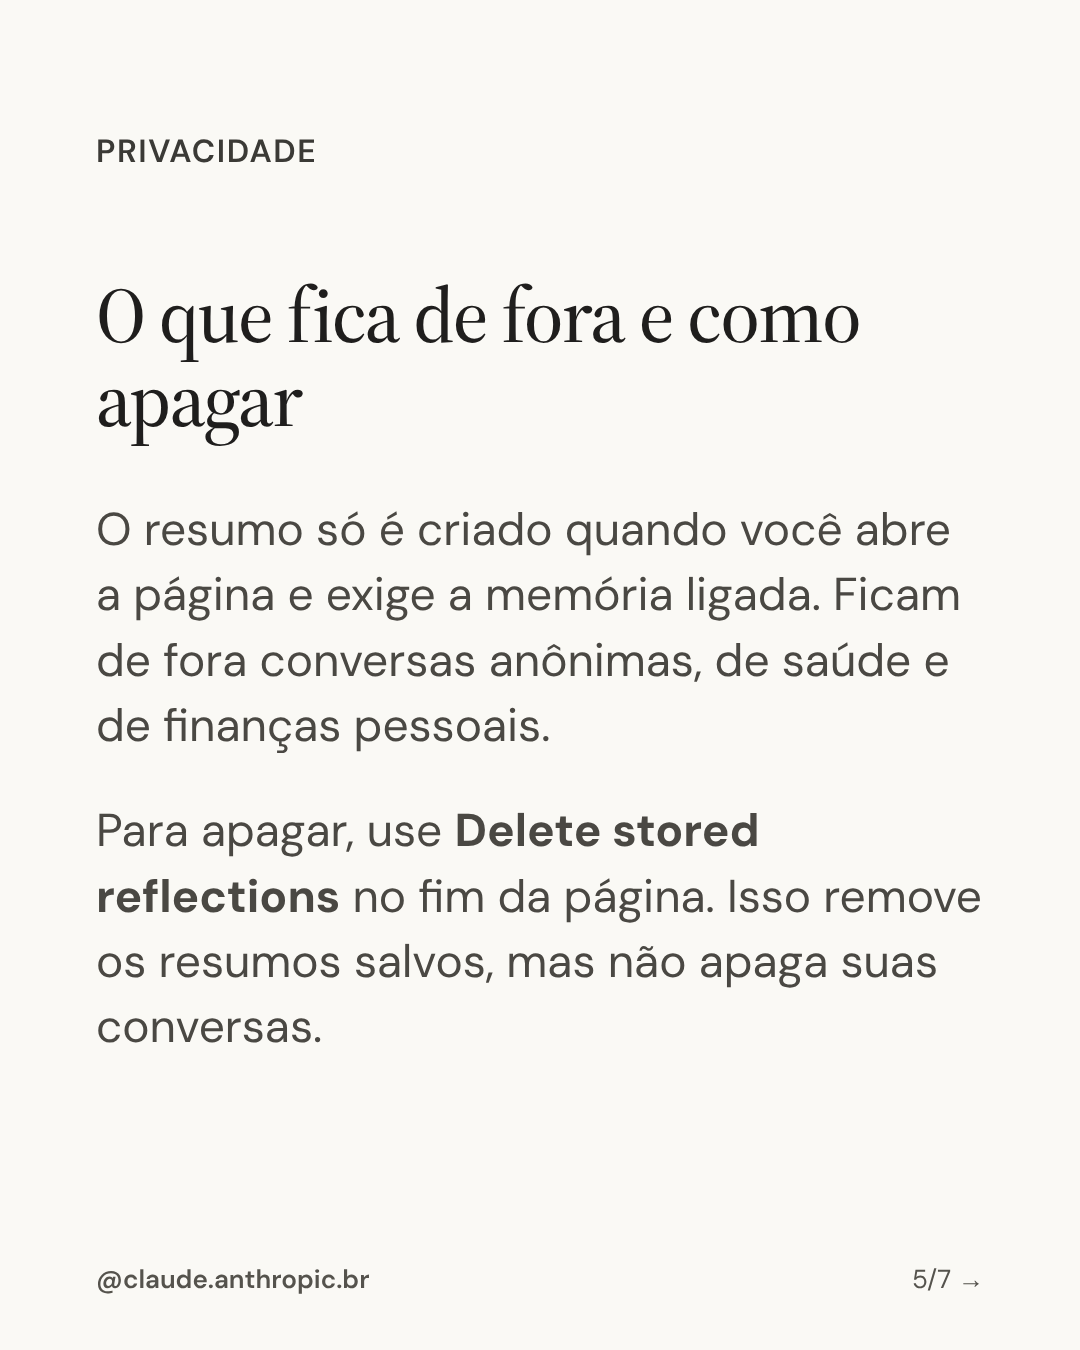 PRIVACIDADE
O que fica de fora e como
apagar
O resumo só é criado quando você abre
a página e exige a memória ligada. Ficam
de fora conversas anônimas, de saúde e
de finanças pessoais.
Para apagar, use Delete stored
reflections no fim da página. Isso remove
os resumos salvos, mas não apaga suas
conversas.
@claude.anthropic.br
5/7 →